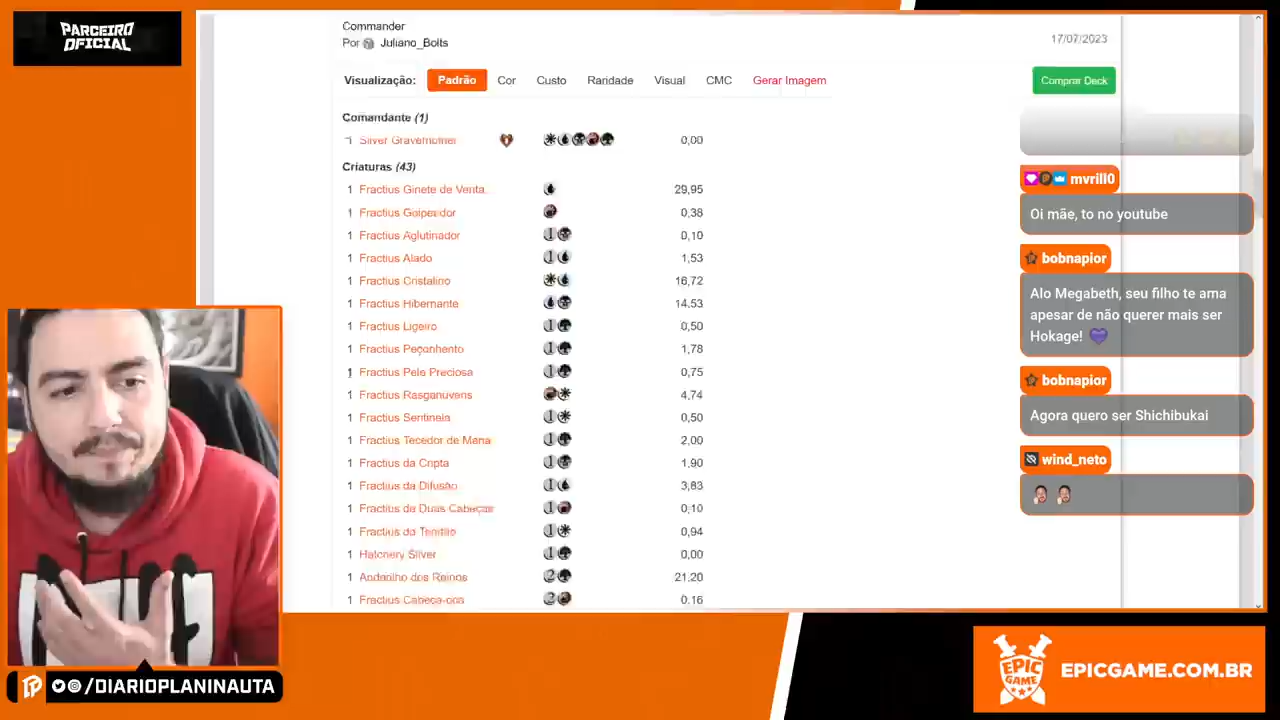 PARCEIRO
OFICIAL
Commander
Por Juliano_Bolts
17/07/2023
Visualização: Padrão Cor Custo Raridade Visual CMC Gerar Imagem
Comprar Deck
Comandante (1)
1 Sliver Gravemother 0,00
Criaturas (43)
1 Fractius Ginete de Venta... 29,95
1 Fractius Golpeador 0,38
1 Fractius Aglutinador 0,10
1 Fractius Alado 1,53
1 Fractius Cristalino 16,72
1 Fractius Hibernante 14,53
1 Fractius Ligeiro 0,50
1 Fractius Peçonhento 1,78
1 Fractius Pele Preciosa 0,75
1 Fractius Rasganuvens 4,74
1 Fractius Sentinela 0,50
1 Fractius Tecedor de Mana 2,00
1 Fractius da Cripta 1,90
1 Fractius da Difusão 3,83
1 Fractius de Duas Cabeças 0,10
1 Fractius do Tendão 0,94
1 Hatchery Sliver 0,00
1 Andarilho dos Reinos 21,20
1 Fractius 0,16
mvrill0
Oi mãe, to no youtube
bobnapior
Alo Megabeth, seu filho te ama
apesar de não querer mais ser
Hokage!
bobnapior
Agora quero ser Shichibukai
wind_neto
/DIARIOPLANINAUTA
EPIC
GAME
EPICGAME.COM.BR